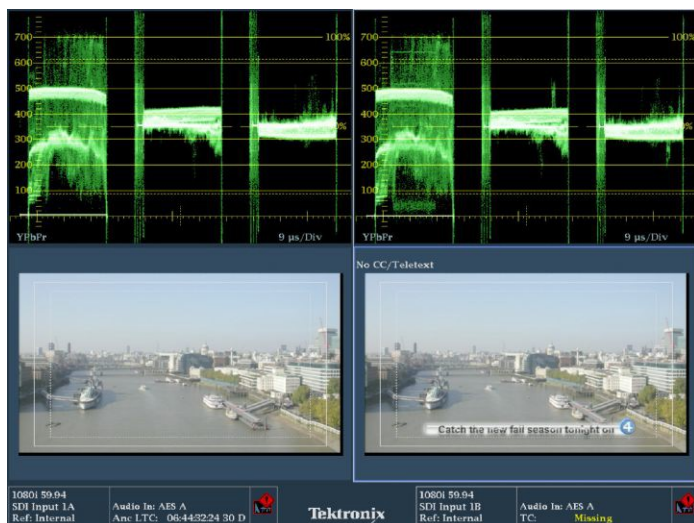 700
600
500
400
300
200
100
100%
YPbPr
9 µs/Div
700
600
500
400
300
200
100
100%
YPbPr
9 µs/Div
No CC/Teletext
Catch the new fall season tonight on 4
1080i 59.94
SDI Input 1A
Ref: Internal
Audio In: AES A
Anc LTC: 06:44:32:24 30 D
Tektronix
1080i 59.94
SDI Input 1B
Ref: Internal
Audio In: AES A
TC: Missing